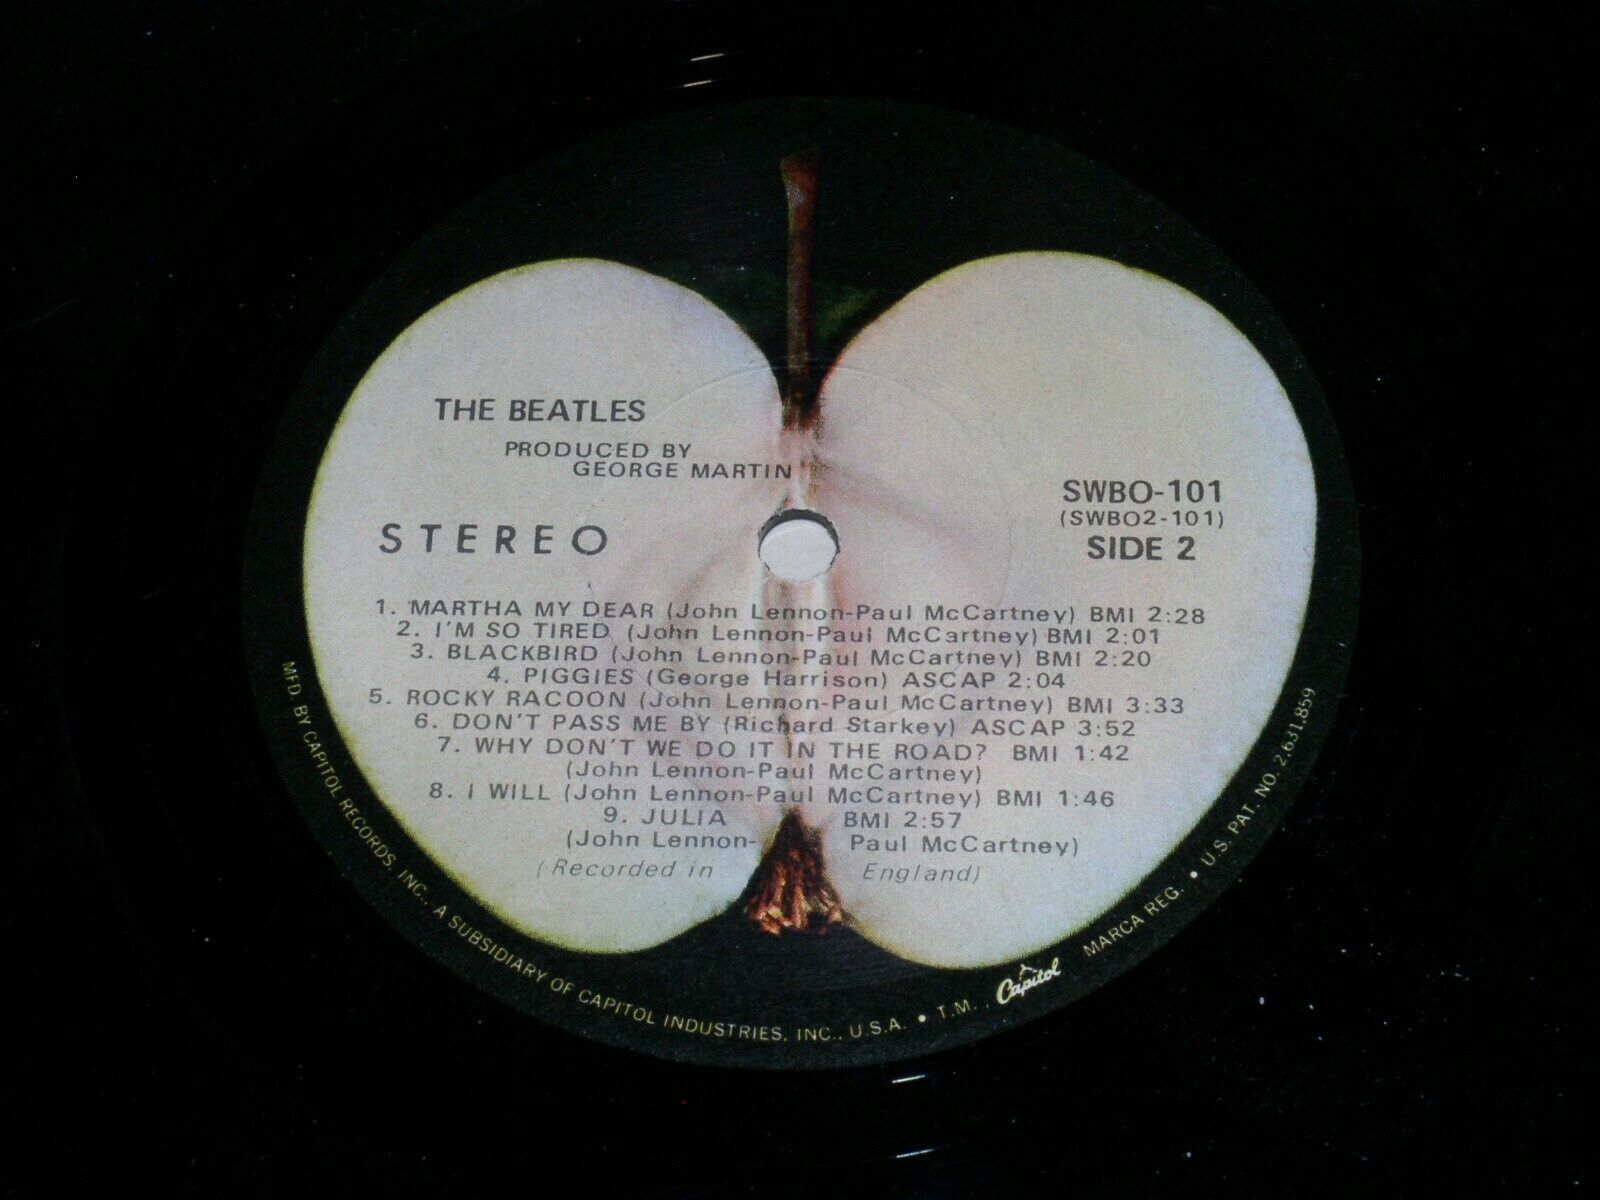 THE BEATLES
PRODUCED BY
GEORGE MARTIN
STEREO
SWBO-101
(SWBO2-101)
SIDE 2
1. MARTHA MY DEAR (John Lennon-Paul McCartney) BMI 2:28
2. I'M SO TIRED (John Lennon-Paul McCartney) BMI 2:01
3. BLACKBIRD (John Lennon-Paul McCartney) BMI 2:20
4. PIGGIES (George Harrison) ASCAP 2:04
5. ROCKY RACOON (John Lennon-Paul McCartney) BMI 3:33
6. DON'T PASS ME BY (Richard Starkey) ASCAP 3:52
7. WHY DON'T WE DO IT IN THE ROAD? BMI 1:42
(John Lennon-Paul McCartney)
8. I WILL (John Lennon-Paul McCartney) BMI 1:46
9. JULIA BMI 2:57
(John Lennon- Paul McCartney)
(Recorded in England)
MFD. BY CAPITOL RECORDS, INC., A SUBSIDIARY OF CAPITOL INDUSTRIES, INC., U.S.A. • T.M. Capitol MARCA REG. • U.S. PAT. NO. 2,631,859